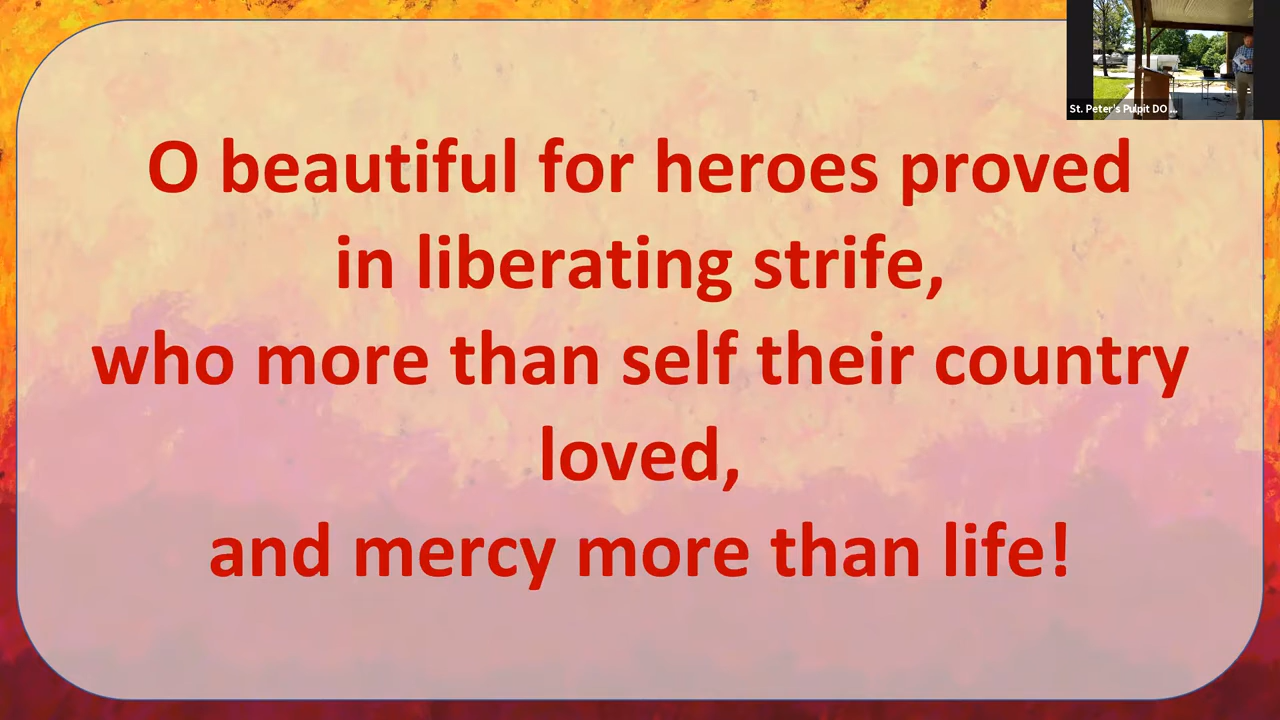 St. Peter's Pulpit DO ...
O beautiful for heroes proved
in liberating strife,
who more than self their country
loved,
and mercy more than life!